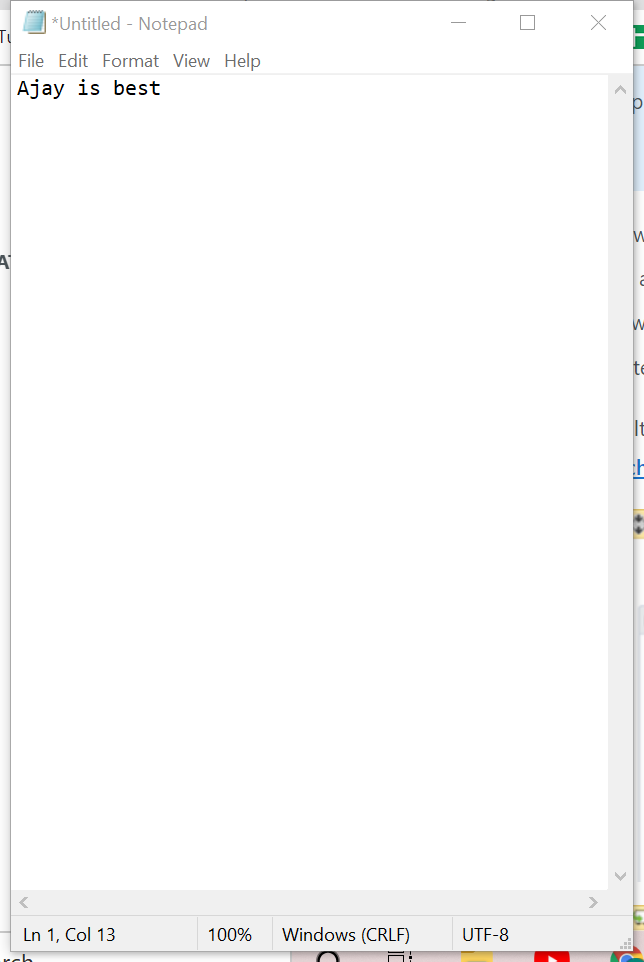 *Untitled - Notepad
File Edit Format View Help
Ajay is best
Ln 1, Col 13 100% Windows (CRLF) UTF-8